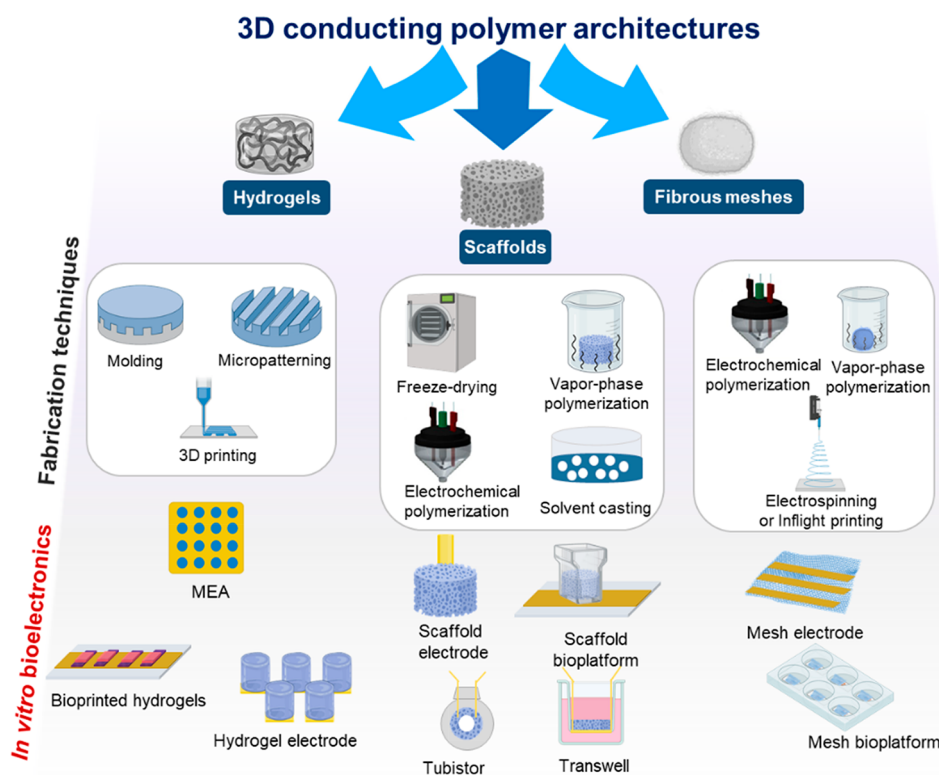 3D conducting polymer architectures
Hydrogels
Scaffolds
Fibrous meshes
Fabrication techniques
Molding
Micropatterning
3D printing
Freeze-drying
Vapor-phase
polymerization
Electrochemical
polymerization
Solvent casting
Electrochemical
polymerization
Vapor-phase
polymerization
Electrospinning
or Inflight printing
In vitro bioelectronics
MEA
Bioprinted hydrogels
Hydrogel electrode
Scaffold
electrode
Scaffold
bioplatform
Tubistor
Transwell
Mesh electrode
Mesh bioplatform